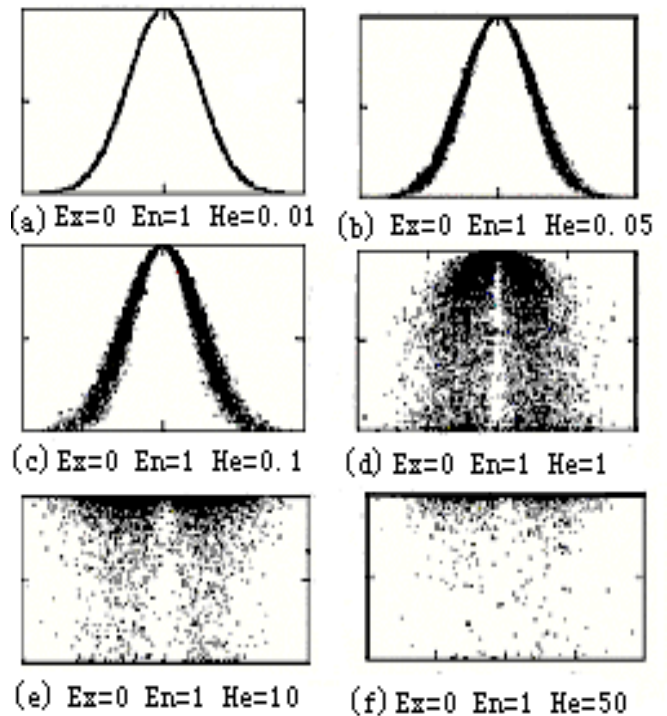 (a) Ex=0 En=1 He=0.01
(b) Ex=0 En=1 He=0.05
(c) Ex=0 En=1 He=0.1
(d) Ex=0 En=1 He=1
(e) Ex=0 En=1 He=10
(f) Ex=0 En=1 He=50